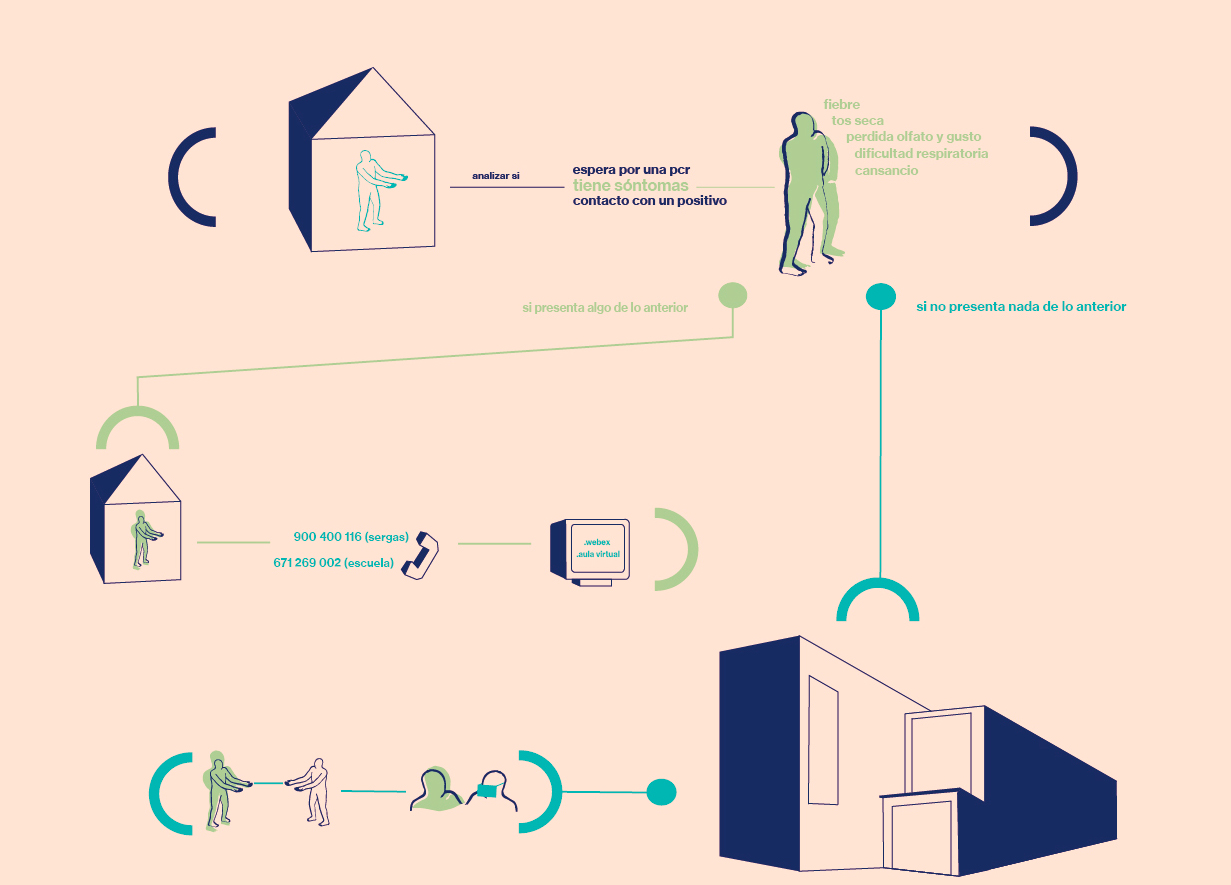 fiebre
tos seca
perdida olfato y gusto
dificultad respiratoria
cansancio
analizar si
espera por una pcr
tiene sóntomas
contacto con un positivo
si presenta algo de lo anterior
si no presenta nada de lo anterior
900 400 116 (sergas)
671 269 002 (escuela)
.webex
.aula virtual